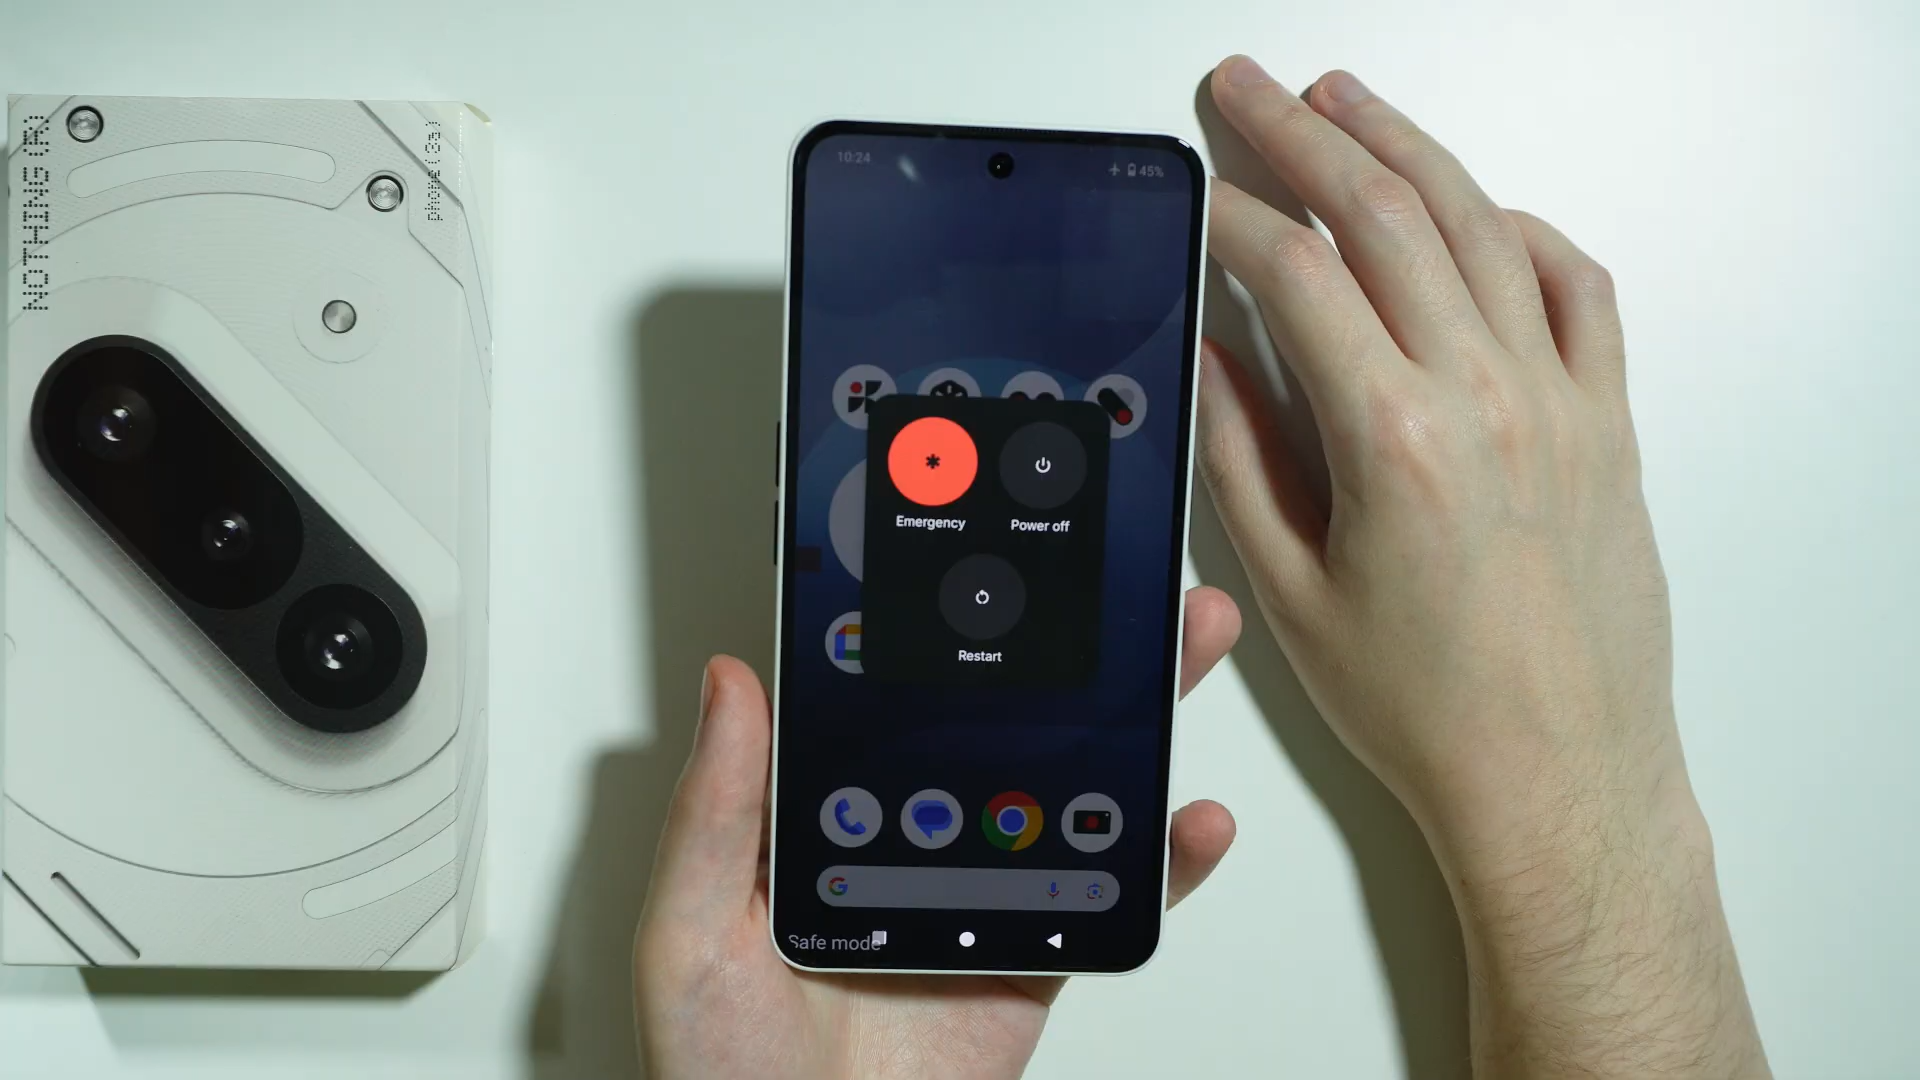 NOTHING (R)
phone (3a)
10:24
45%
Emergency
Power off
Restart
Safe mode